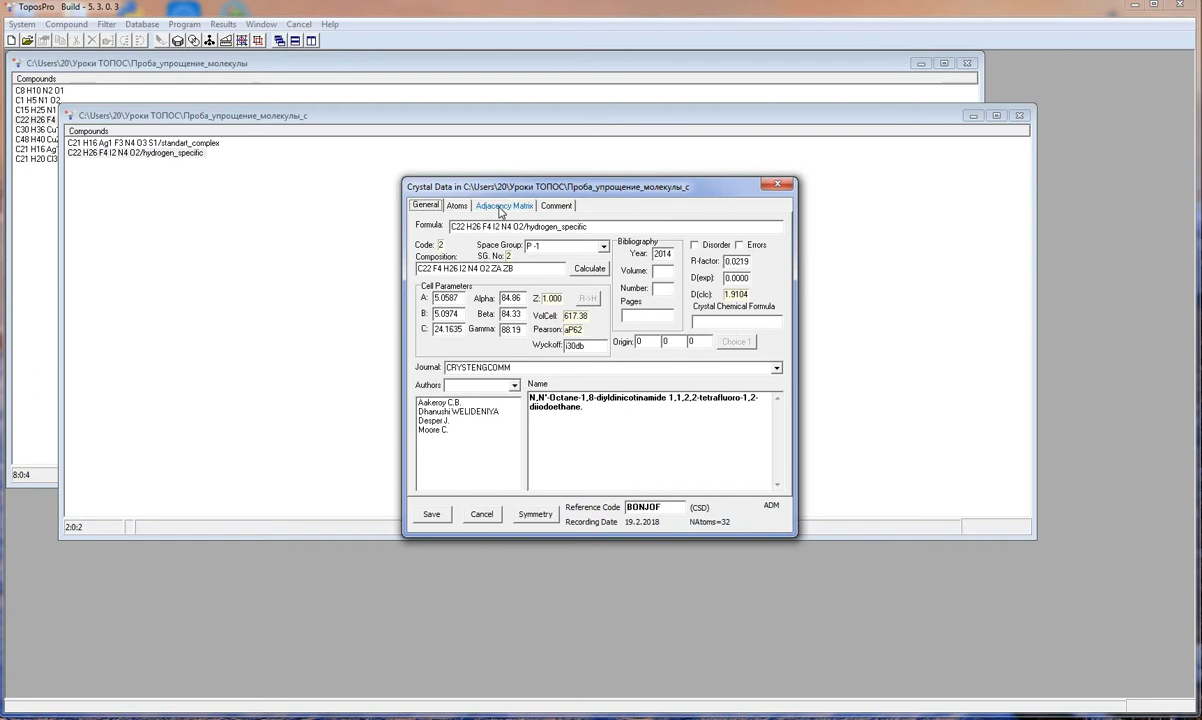 ToposPro Build - 5. 3. 0. 3
System Compound Filter Database Program Results Window Cancel Help
C:\Users\20\Уроки ТОПОС\Проба_упрощение_молекулы
Compounds
C8 H10 N2 O1
C1 H5 N1 O2
C15 H25 N1
C22 H26 F4
C30 H36 Cu
C48 H40 Cu
C21 H16 Ag
C21 H20 Cl3
8:0:4
C:\Users\20\Уроки ТОПОС\Проба_упрощение_молекулы_с
Compounds
C21 H16 Ag1 F3 N4 O3 S1/standart_complex
C22 H26 F4 I2 N4 O2/hydrogen_specific
2:0:2
Crystal Data in C:\Users\20\Уроки ТОПОС\Проба_упрощение_молекулы_с
General Atoms Adjacency Matrix Comment
Formula: C22 H26 F4 I2 N4 O2/hydrogen_specific
Code: 2 Space Group: P -1
SG. No: 2
Composition:
C22 F4 H26 I2 N4 O2 ZA ZB Calculate
Bibliography
Year: 2014
Volume:
Number:
Pages
Disorder Errors
R-factor: 0.0219
D(exp): 0.0000
D(clc): 1.9104
Crystal Chemical Formula
Cell Parameters
A: 5.0587 Alpha: 84.86 Z: 1.000 R->H
B: 5.0974 Beta: 84.33 VolCell: 617.38
C: 24.1635 Gamma: 88.19 Pearson: aP62
Wyckoff: i30db
Origin: 0 0 0 Choice 1
Journal: CRYSTENGCOMM
Authors
Aakeroy C.B.
Dhanushi WELIDENIYA
Desper J.
Moore C.
Name
N,N'-Octane-1,8-diyldinicotinamide 1,1,2,2-tetrafluoro-1,2-
diiodoethane.
Save Cancel Symmetry
Reference Code BONJOF (CSD) ADM
Recording Date 19.2.2018 NAtoms=32